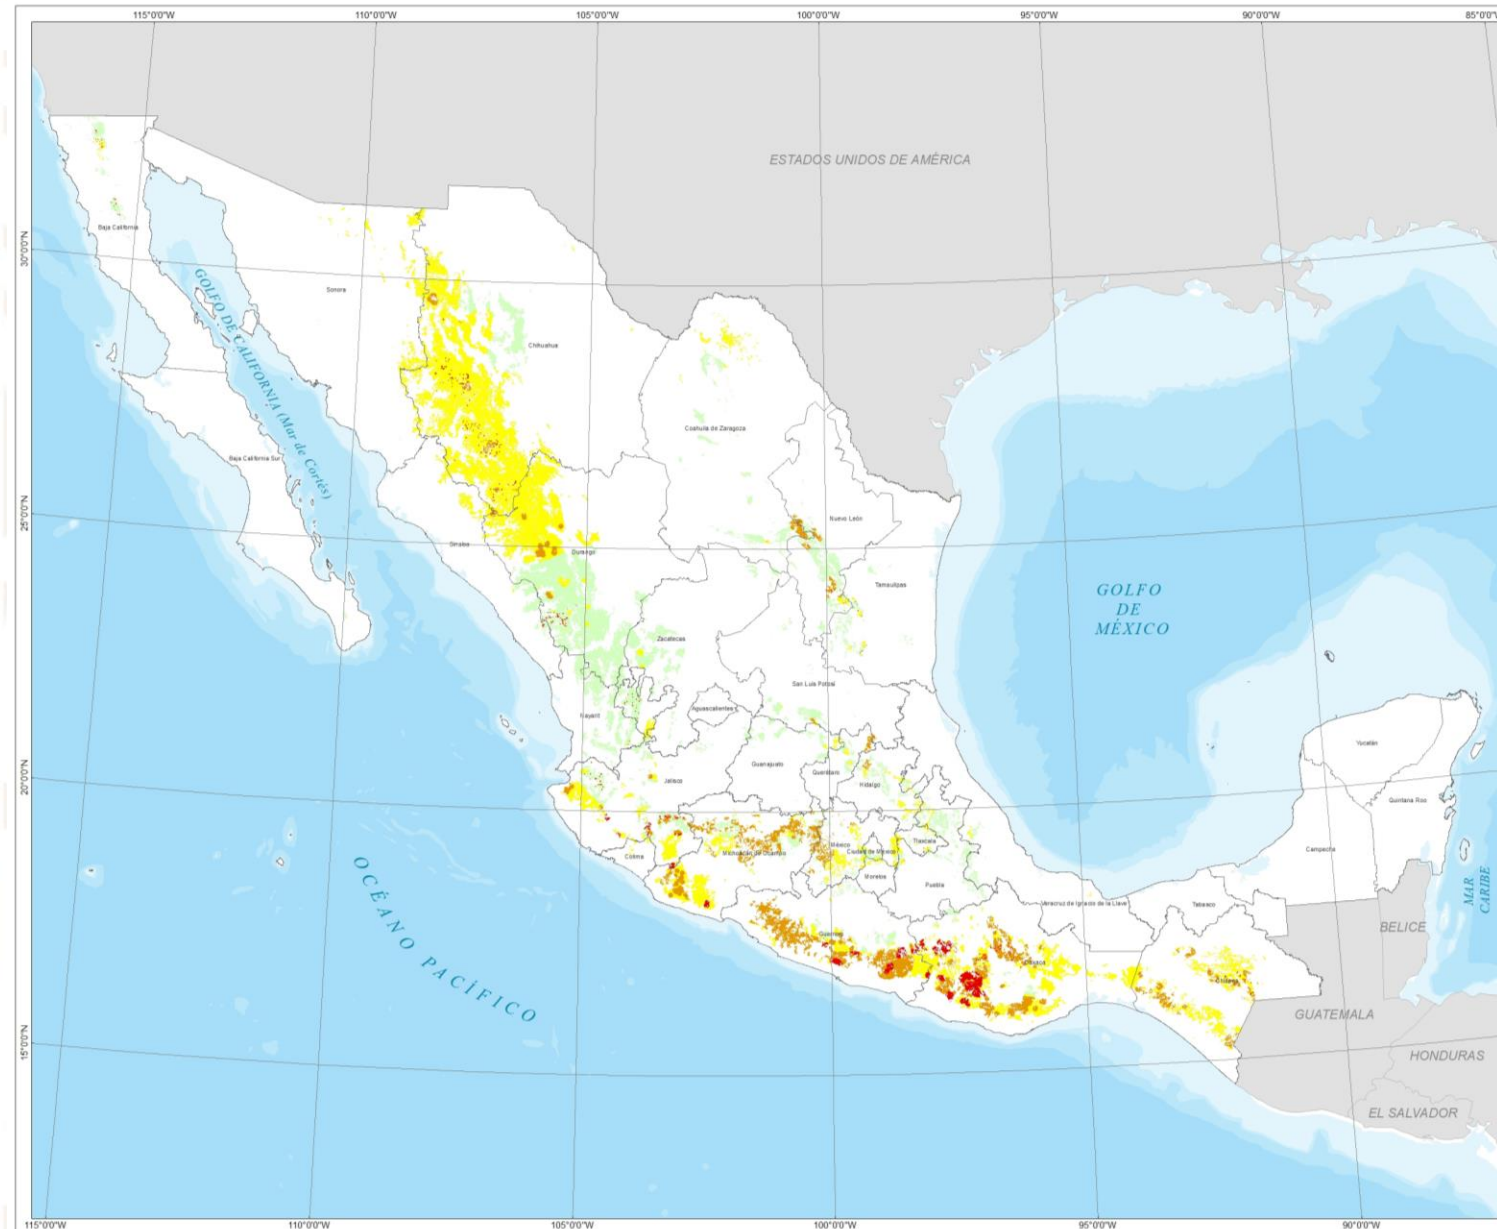 115°0'0"W
110°0'0"W
105°0'0"W
100°0'0"W
95°0'0"W
90°0'0"W
85°0'0"W
ESTADOS UNIDOS DE AMÉRICA
Baja California
30°0'0"N
Sonora
GOLFO DE CALIFORNIA (Mar de Cortés)
Chihuahua
Coahuila de Zaragoza
Baja California Sur
25°0'0"N
Nuevo León
Sinaloa
Durango
Tamaulipas
GOLFO
DE
MÉXICO
Zacatecas
San Luis Potosí
Nayarit
Aguascalientes
Yucatán
20°0'0"N
Guanajuato
Querétaro
Jalisco
Hidalgo
Quintana Roo
México
Ciudad de México
Tlaxcala
Michoacán de Ocampo
Colima
Campeche
Morelos
Puebla
MAR
CARIBE
Veracruz de Ignacio de la Llave
Tabasco
BELICE
Guerrero
Oaxaca
Chiapas
OCÉANO PACÍFICO
GUATEMALA
15°0'0"N
HONDURAS
EL SALVADOR
115°0'0"W
110°0'0"W
105°0'0"W
100°0'0"W
95°0'0"W
90°0'0"W